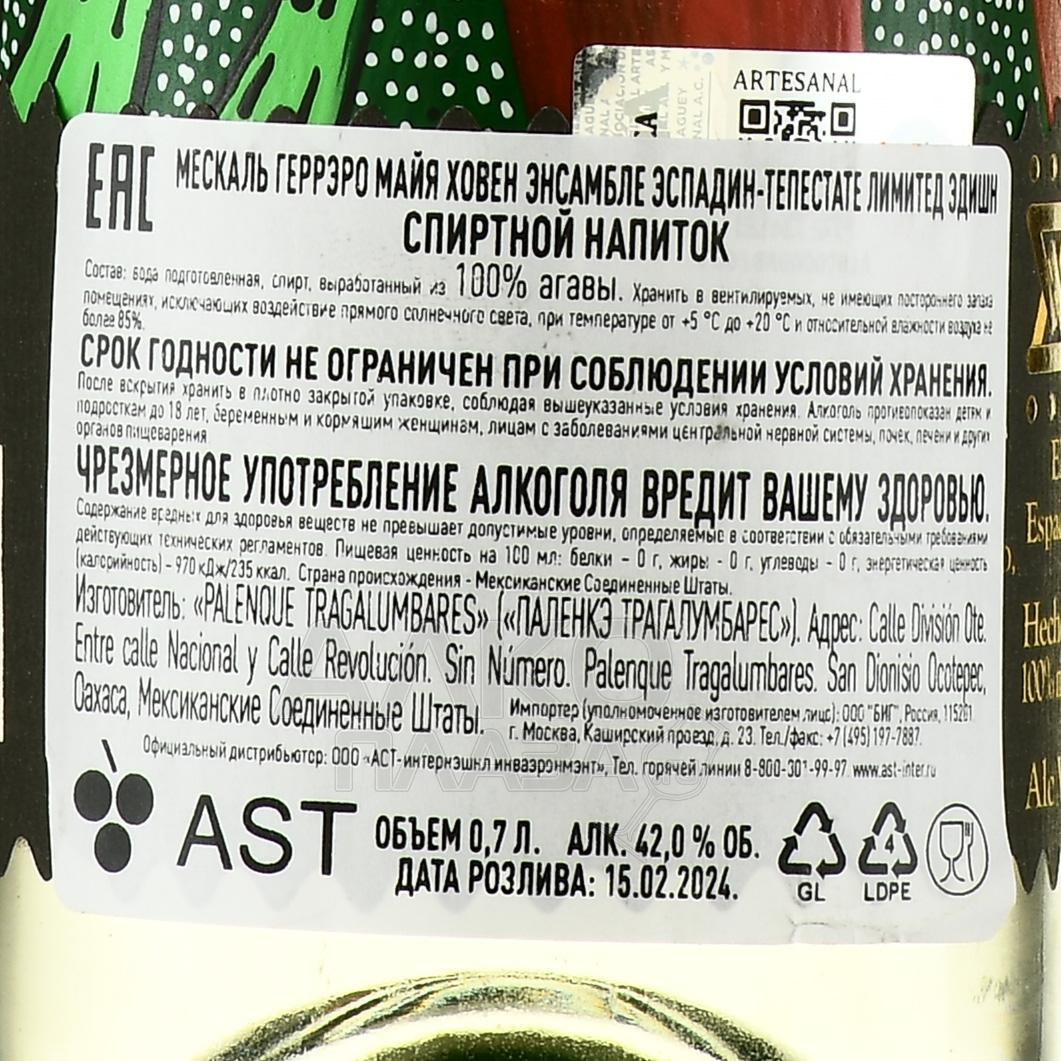 ARTESANAL
EAC
МЕСКАЛЬ ГЕРРЭРО МАЙЯ ХОВЕН ЭНСАМБЛЕ ЭСПАДИН-ТЕПЕСТАТЕ ЛИМИТЕД ЭДИШН
СПИРТНОЙ НАПИТОК
Состав: вода подготовленная, спирт, выработанный из 100% агавы. Хранить в вентилируемых, не имеющих постороннего запаха
помещениях, исключающих воздействие прямого солнечного света, при температуре от +5 °С до +20 °С и относительной влажности воздуха не
более 85%.
СРОК ГОДНОСТИ НЕ ОГРАНИЧЕН ПРИ СОБЛЮДЕНИИ УСЛОВИЙ ХРАНЕНИЯ.
После вскрытия хранить в плотно закрытой упаковке, соблюдая вышеуказанные условия хранения. Алкоголь противопоказан детям и
подросткам до 18 лет, беременным и кормящим женщинам, лицам с заболеваниями центральной нервной системы, почек, печени и других
органов пищеварения.
ЧРЕЗМЕРНОЕ УПОТРЕБЛЕНИЕ АЛКОГОЛЯ ВРЕДИТ ВАШЕМУ ЗДОРОВЬЮ.
Содержание вредных для здоровья веществ не превышает допустимые уровни, определяемые в соответствии с обязательными требованиями
действующих технических регламентов. Пищевая ценность на 100 мл: белки – 0 г, жиры - 0 г, углеводы – 0 г, энергетическая ценность
(калорийность) – 970 кДж/235 ккал. Страна происхождения - Мексиканские Соединенные Штаты.
Изготовитель: «PALENQUE TRAGALUMBARES» («ПАЛЕНКЭ ТРАГАЛУМБАРЕС»). Адрес: Calle División Ote.
Entre calle Nacional y Calle Revolución. Sin Número. Palenque Tragalumbares. San Dionisio Ocotepec,
Oaxaca, Мексиканские Соединенные Штаты. Импортер (уполномоченное изготовителем лицо): ООО "БИГ", Россия, 115201
г. Москва, Каширский проезд, д. 23. Тел./факс: +7 (495) 197-7887.
Официальный дистрибьютор: ООО «АСТ-интернэшнл инваэронмэнт», Тел. горячей линии 8-800-301-99-97. www.ast-inter.ru
AST
ОБЪЕМ 0,7 Л. АЛК. 42,0 % ОБ.
ДАТА РОЗЛИВА: 15.02.2024.
GL
4
LDPE
АЛКО
ПЛАЗА